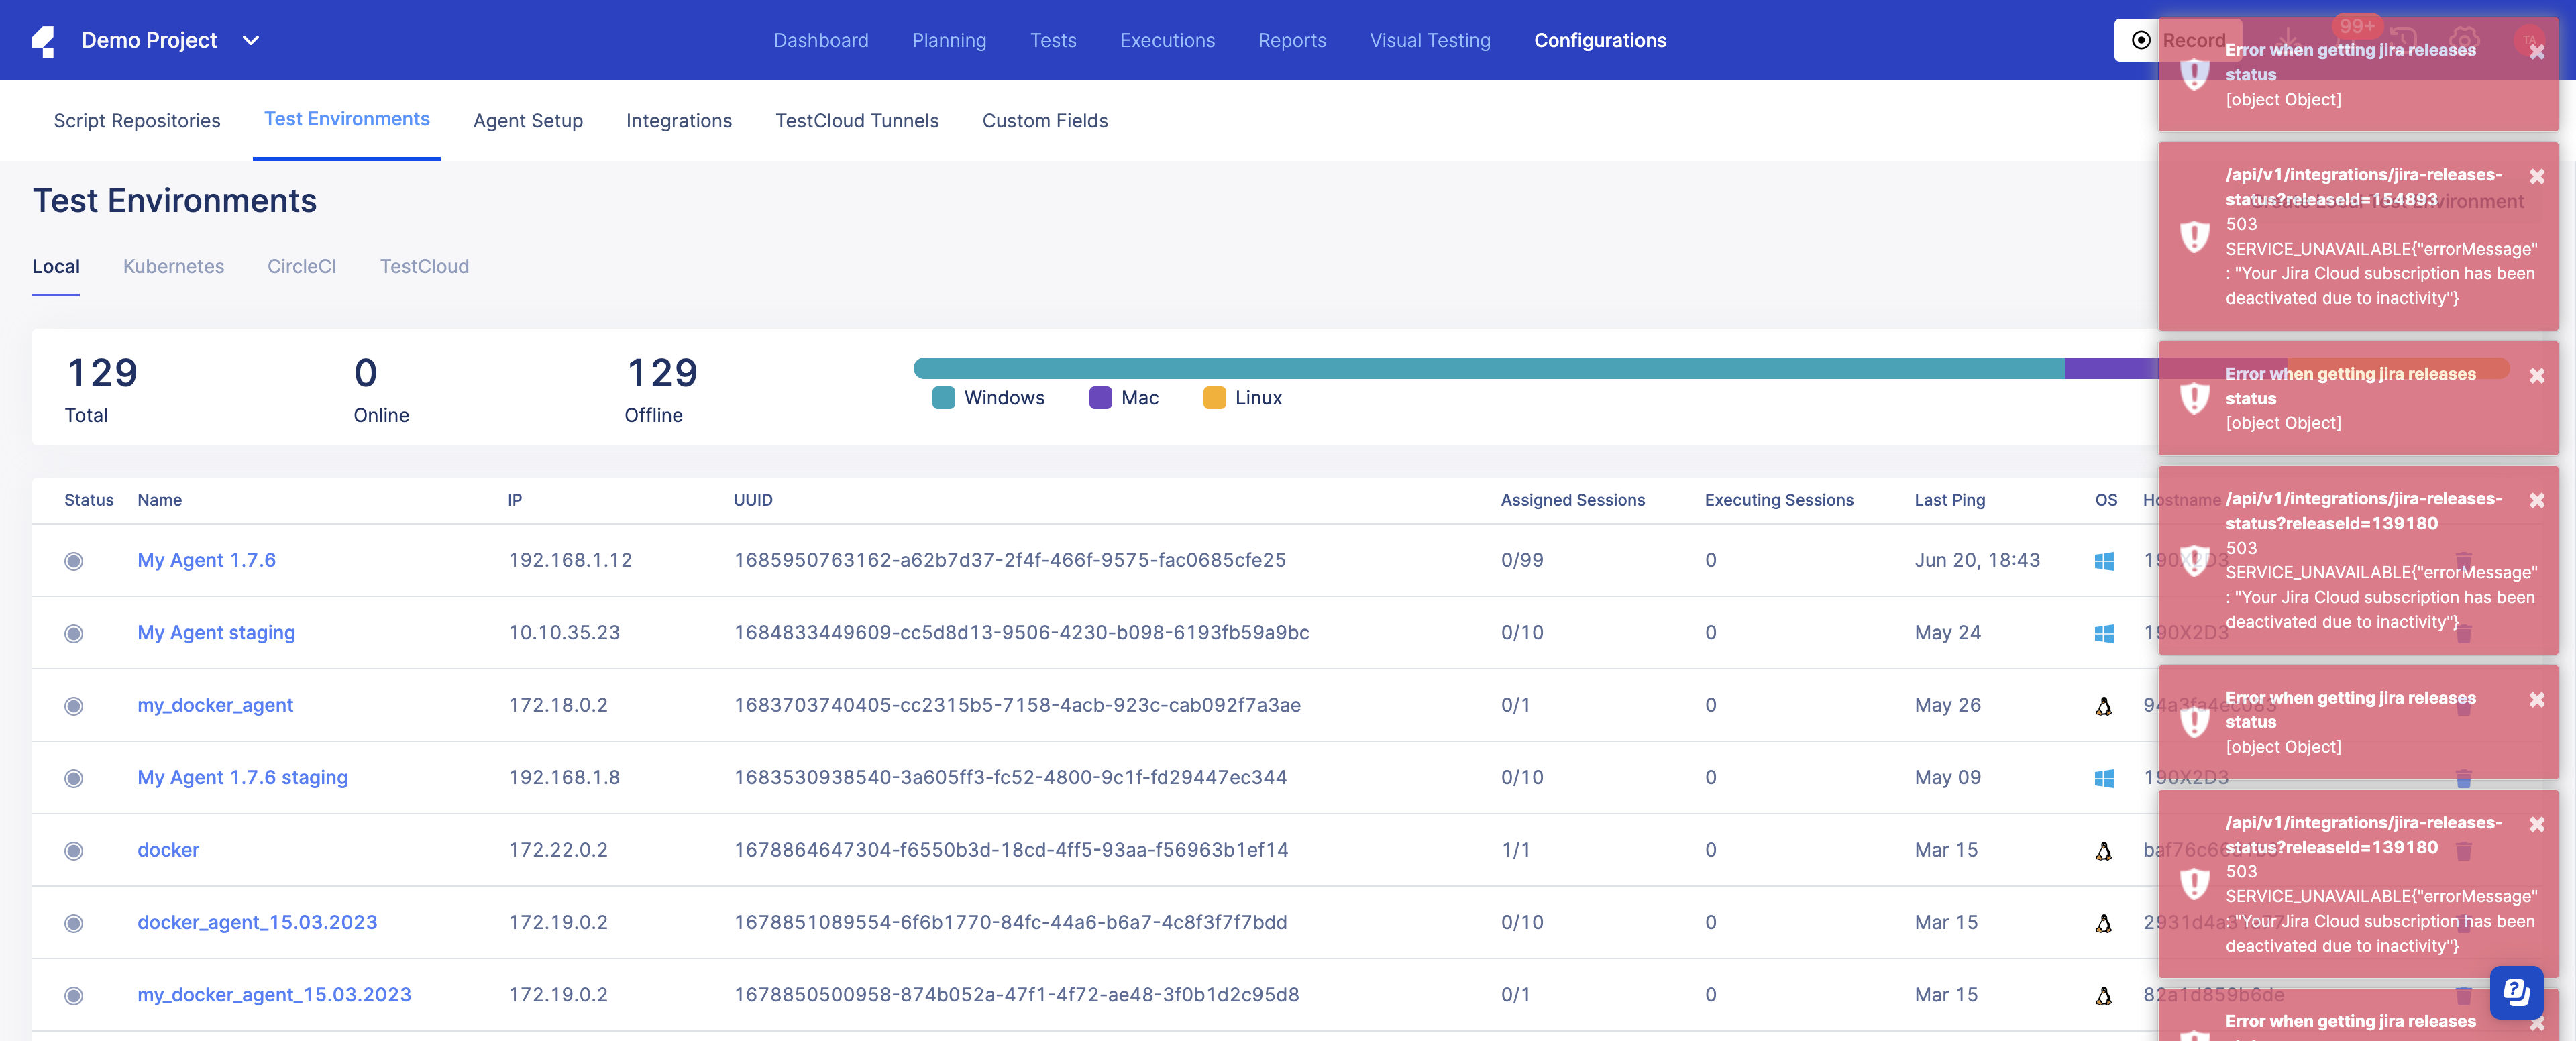 Demo Project
Dashboard
Planning
Tests
Executions
Reports
Visual Testing
Configurations
Record
99+
TA
Script Repositories
Test Environments
Agent Setup
Integrations
TestCloud Tunnels
Custom Fields
Test Environments
Local
Kubernetes
CircleCI
TestCloud
129
Total
0
Online
129
Offline
Windows
Mac
Linux
Status Name IP UUID Assigned Sessions Executing Sessions Last Ping OS Hostname
My Agent 1.7.6 192.168.1.12 1685950763162-a62b7d37-2f4f-466f-9575-fac0685cfe25 0/99 0 Jun 20, 18:43 190X2D3
My Agent staging 10.10.35.23 1684833449609-cc5d8d13-9506-4230-b098-6193fb59a9bc 0/10 0 May 24 190X2D3
my_docker_agent 172.18.0.2 1683703740405-cc2315b5-7158-4acb-923c-cab092f7a3ae 0/1 0 May 26
My Agent 1.7.6 staging 192.168.1.8 1683530938540-3a605ff3-fc52-4800-9c1f-fd29447ec344 0/10 0 May 09 190X2D3
docker 172.22.0.2 1678864647304-f6550b3d-18cd-4ff5-93aa-f56963b1ef14 1/1 0 Mar 15
docker_agent_15.03.2023 172.19.0.2 1678851089554-6f6b1770-84fc-44a6-b6a7-4c8f3f7f7bdd 0/10 0 Mar 15
my_docker_agent_15.03.2023 172.19.0.2 1678850500958-874b052a-47f1-4f72-ae48-3f0b1d2c95d8 0/1 0 Mar 15 82a1d859b6de
Error when getting jira releases
status
[object Object]
/api/v1/integrations/jira-releases-
status?releaseId=154893
503
SERVICE_UNAVAILABLE{"errorMessage"
: "Your Jira Cloud subscription has been
deactivated due to inactivity"}
Error when getting jira releases
status
[object Object]
/api/v1/integrations/jira-releases-
status?releaseId=139180
503
SERVICE_UNAVAILABLE{"errorMessage"
: "Your Jira Cloud subscription has been
deactivated due to inactivity"}
Error when getting jira releases
status
[object Object]
/api/v1/integrations/jira-releases-
status?releaseId=139180
503
SERVICE_UNAVAILABLE{"errorMessage"
: "Your Jira Cloud subscription has been
deactivated due to inactivity"}
Error when getting jira releases